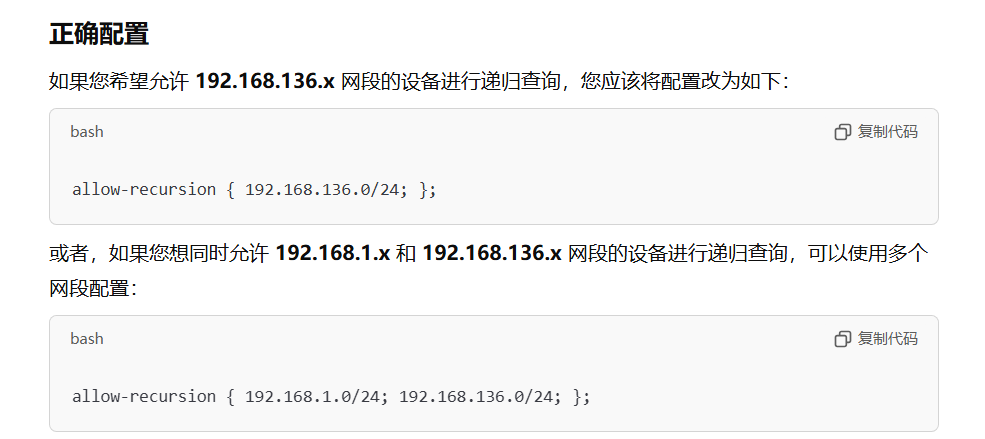 正确配置
如果您希望允许 192.168.136.x 网段的设备进行递归查询，您应该将配置改为如下：
bash
复制代码
allow-recursion { 192.168.136.0/24; };
或者，如果您想同时允许 192.168.1.x 和 192.168.136.x 网段的设备进行递归查询，可以使用多个
网段配置：
bash
复制代码
allow-recursion { 192.168.1.0/24; 192.168.136.0/24; };